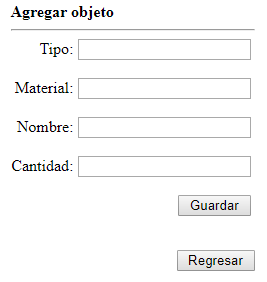 Agregar objeto
Tipo:
Material:
Nombre:
Cantidad:
Guardar
Regresar